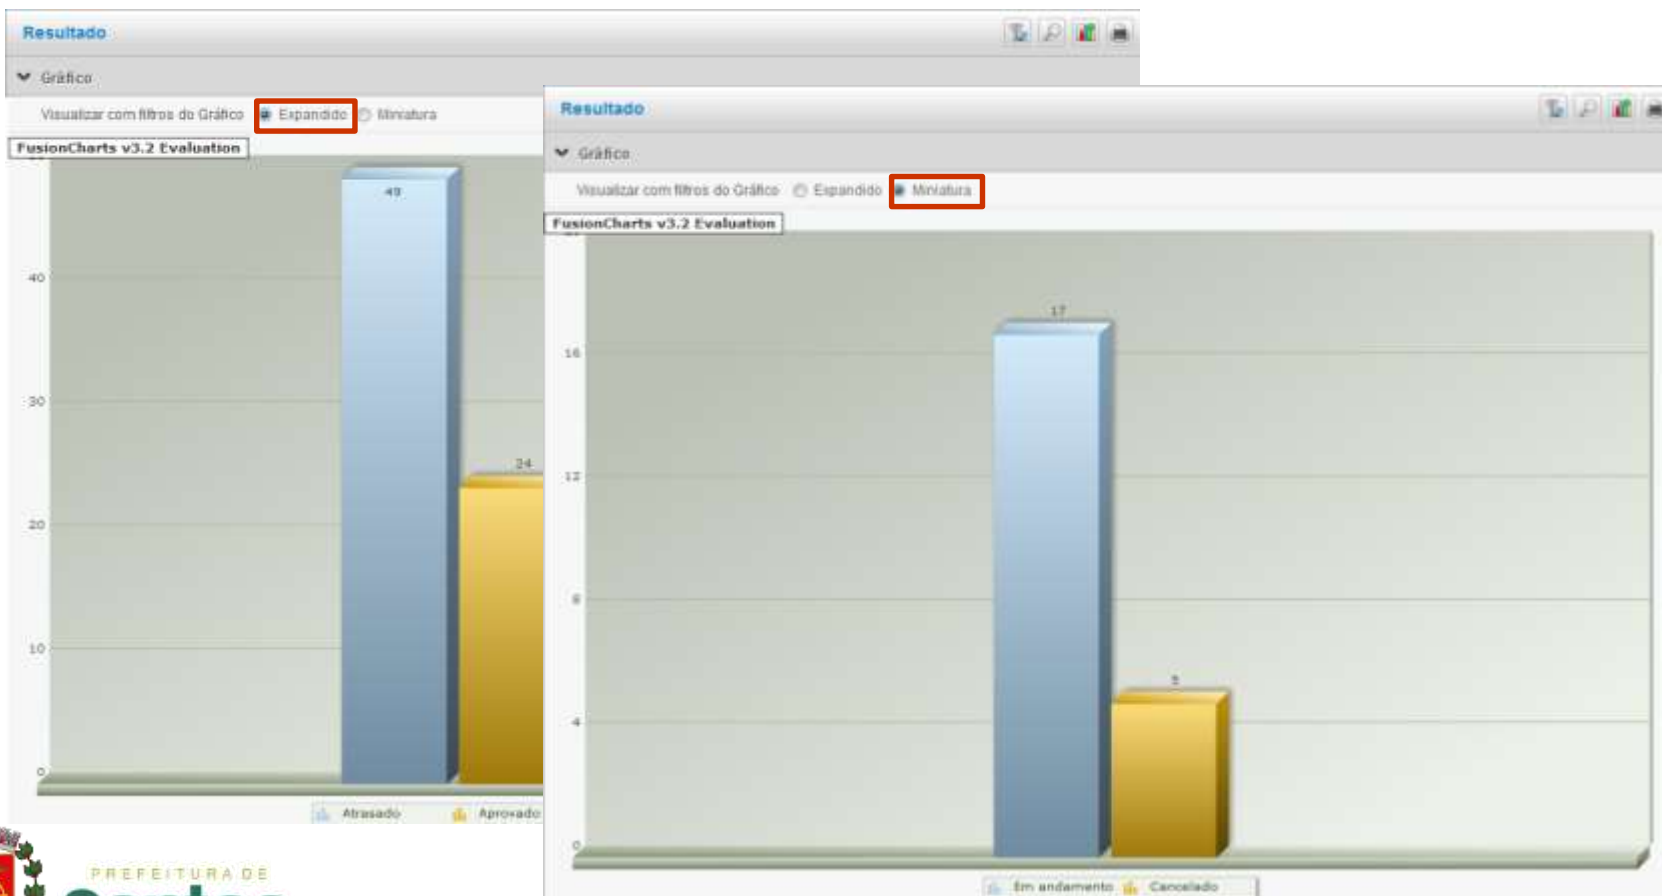 Resultado
Gráfico
Visualizar com filtros do Gráfico Expandido Miniatura
FusionCharts v3.2 Evaluation
49
40
30
24
20
10
0
Atrasado Aprovado
Resultado
Gráfico
Visualizar com filtros do Gráfico Expandido Miniatura
FusionCharts v3.2 Evaluation
17
16
12
8
5
4
0
Em andamento Cancelado
PREFEITURA DE